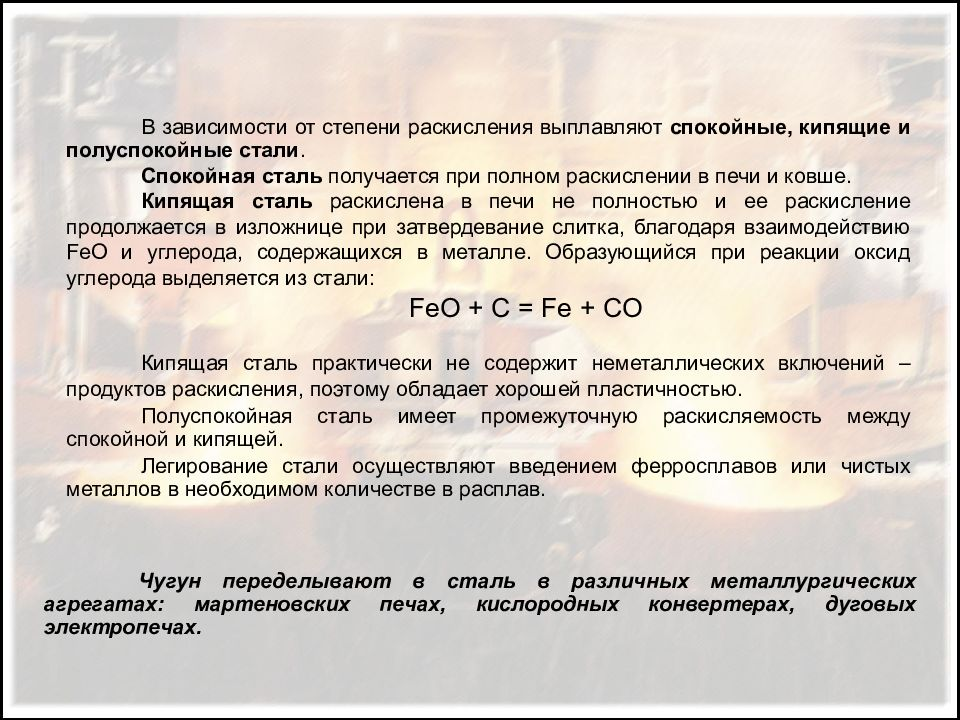 В зависимости от степени раскисления выплавляют спокойные, кипящие и
полуспокойные стали.
Спокойная сталь получается при полном раскислении в печи и ковше.
Кипящая сталь раскислена в печи не полностью и ее раскисление
продолжается в изложнице при затвердевание слитка, благодаря взаимодействию
FeO и углерода, содержащихся в металле. Образующийся при реакции оксид
углерода выделяется из стали:
FeO + C = Fe + CO
Кипящая сталь практически не содержит неметаллических включений –
продуктов раскисления, поэтому обладает хорошей пластичностью.
Полуспокойная сталь имеет промежуточную раскисляемость между
спокойной и кипящей.
Легирование стали осуществляют введением ферросплавов или чистых
металлов в необходимом количестве в расплав.
Чугун переделывают в сталь в различных металлургических
агрегатах: мартеновских печах, кислородных конвертерах, дуговых
электропечах.